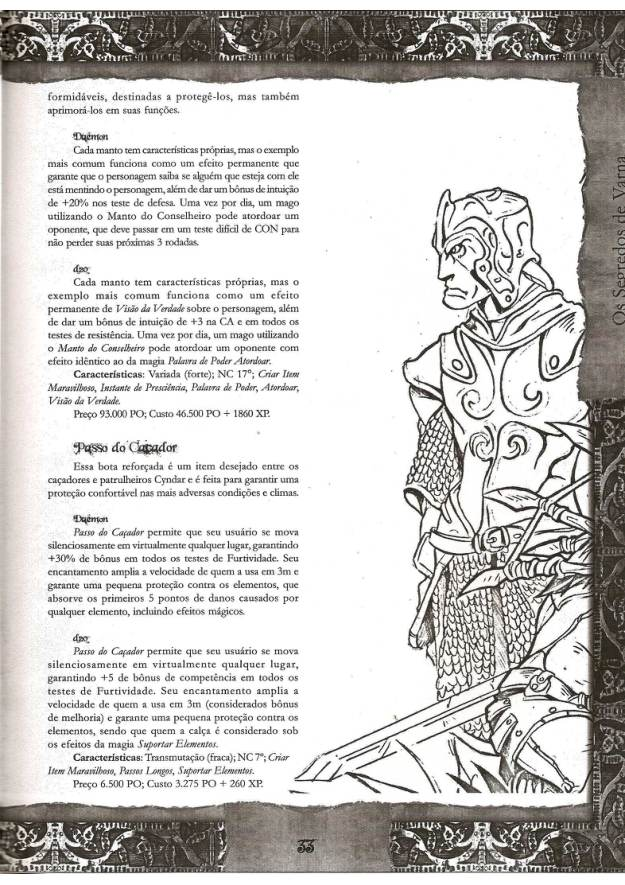 formidáveis, destinadas a protegê-los, mas também
aprimorá-los em suas funções.
Daemon
Cada manto tem características próprias, mas o exemplo
mais comum funciona como um efeito permanente que
garante que o personagem saiba se alguém que esteja com ele
está mentindo o personagem, além de dar um bônus de intuição
de +20% nos teste de defesa. Uma vez por dia, um mago
utilizando o Manto do Conselheiro pode atordoar um
oponente, que deve passar em um teste difícil de CON para
não perder suas próximas 3 rodadas.
d20
Cada manto tem características próprias, mas o
exemplo mais comum funciona como um efeito
permanente de Visão da Verdade sobre o personagem, além
de dar um bônus de intuição de +3 na CA e em todos os
testes de resistência. Uma vez por dia, um mago utilizando
o Manto do Conselheiro pode atordoar um oponente com
efeito idêntico ao da magia Palavra de Poder Atordoar.
Características: Variada (forte); NC 17º; Criar Item
Maravilhoso, Instante de Presciência, Palavra de Poder, Atordoar,
Visão da Verdade.
Preço 93.000 PO; Custo 46.500 PO + 1860 XP.
Passo do Caçador
Essa bota reforçada é um item desejado entre os
caçadores e patrulheiros Cyndar e é feita para garantir uma
proteção confortável nas mais adversas condições e climas.
Daemon
Passo do Caçador permite que seu usuário se mova
silenciosamente em virtualmente qualquer lugar, garantindo
+30% de bônus em todos os testes de Furtividade. Seu
encantamento amplia a velocidade de quem a usa em 3m e
garante uma pequena proteção contra os elementos, que
absorve os primeiros 5 pontos de danos causados por
qualquer elemento, incluindo efeitos mágicos.
d20
Passo do Caçador permite que seu usuário se mova
silenciosamente em virtualmente qualquer lugar,
garantindo +5 de bônus de competência em todos os
testes de Furtividade. Seu encantamento amplia a
velocidade de quem a usa em 3m (considerados bônus
de melhoria) e garante uma pequena proteção contra os
elementos, sendo que quem a calça é considerado sob
os efeitos da magia Suportar Elementos.
Características: Transmutação (fraca); NC 7º; Criar
Item Maravilhoso, Passos Longos, Suportar Elementos.
Preço 6.500 PO; Custo 3.275 PO + 260 XP.
Os Segredos de Varna
33